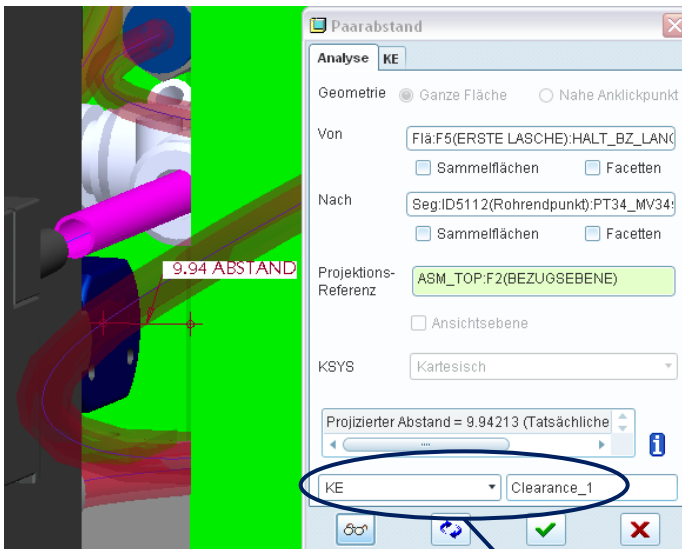 Paarabstand
Analyse KE
Geometrie Ganze Fläche Nahe Anklickpunkt
Von
Flä:F5(ERSTE LASCHE):HALT_BZ_LANG
Sammelflächen Facetten
Nach
Seg:ID5112(Rohrendpunkt):PT34_MV34
Sammelflächen Facetten
9.94 ABSTAND
Projektions-
Referenz
ASM_TOP:F2(BEZUGSEBENE)
Ansichtsebene
KSYS Kartesisch
Projizierter Abstand = 9.94213 (Tatsächliche
KE Clearance_1